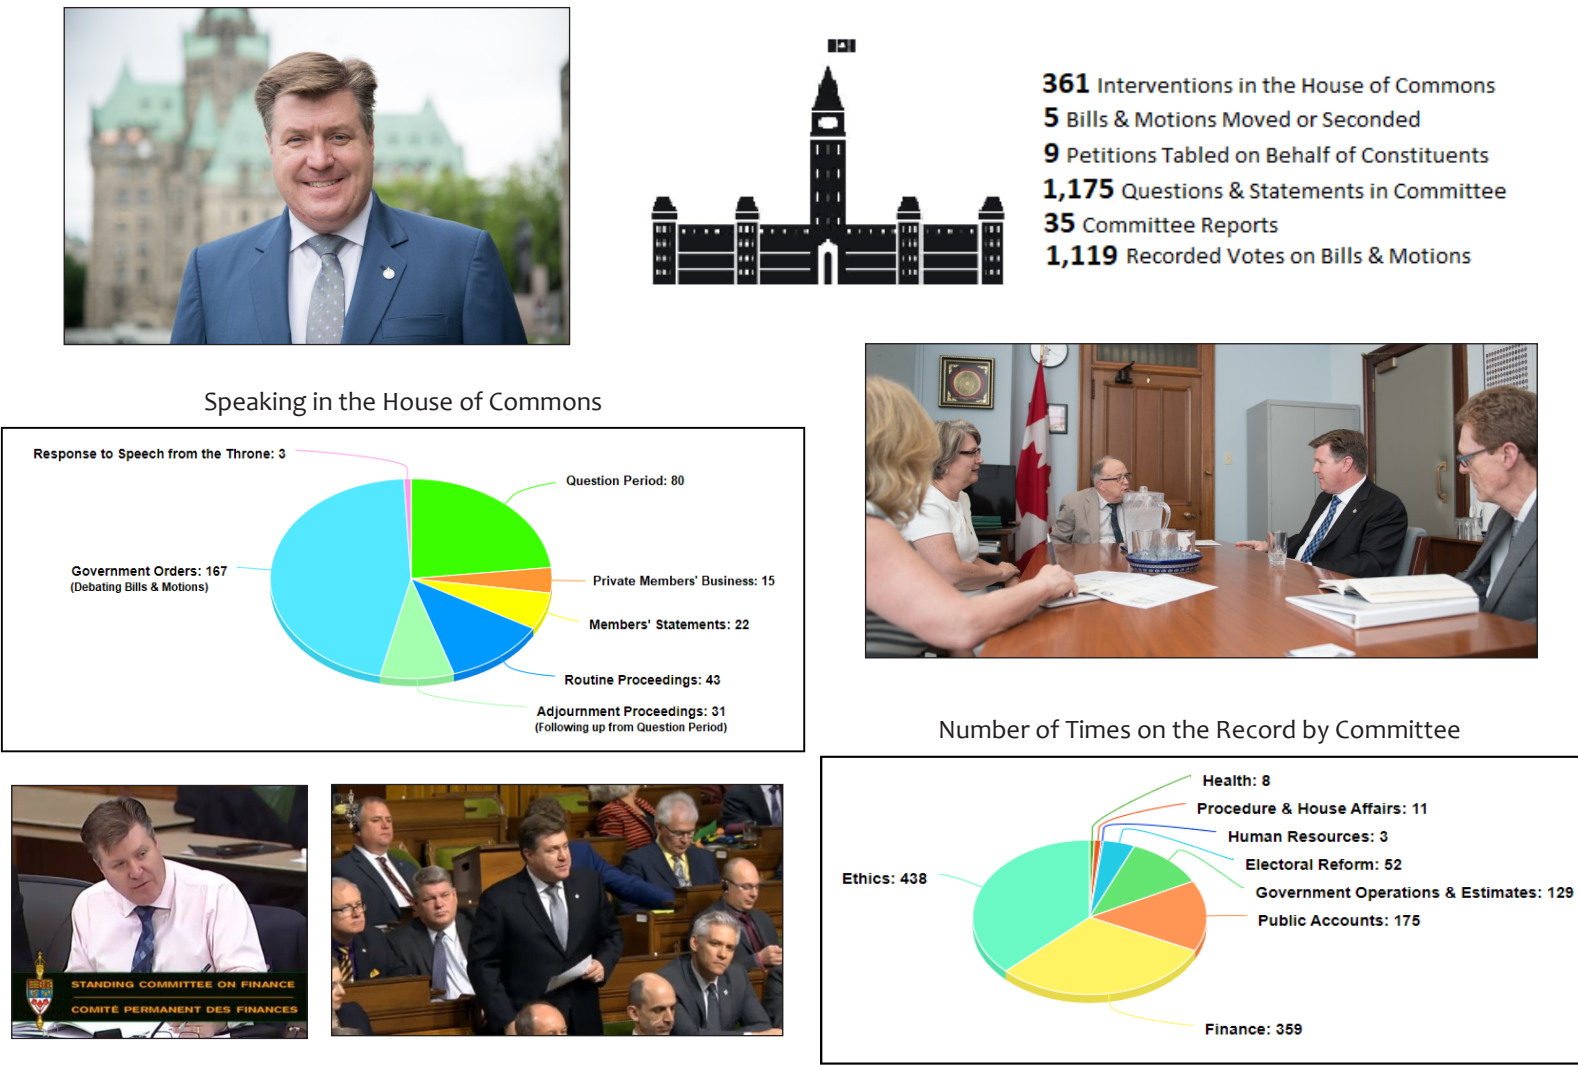 361 Interventions in the House of Commons
5 Bills & Motions Moved or Seconded
9 Petitions Tabled on Behalf of Constituents
1,175 Questions & Statements in Committee
35 Committee Reports
1,119 Recorded Votes on Bills & Motions
Speaking in the House of Commons
Response to Speech from the Throne: 3
Question Period: 80
Government Orders: 167
(Debating Bills & Motions)
Private Members' Business: 15
Members' Statements: 22
Routine Proceedings: 43
Adjournment Proceedings: 31
(Following up from Question Period)
STANDING COMMITTEE ON FINANCE
COMITÉ PERMANENT DES FINANCES
Number of Times on the Record by Committee
Health: 8
Procedure & House Affairs: 11
Human Resources: 3
Electoral Reform: 52
Ethics: 438
Government Operations & Estimates: 129
Public Accounts: 175
Finance: 359